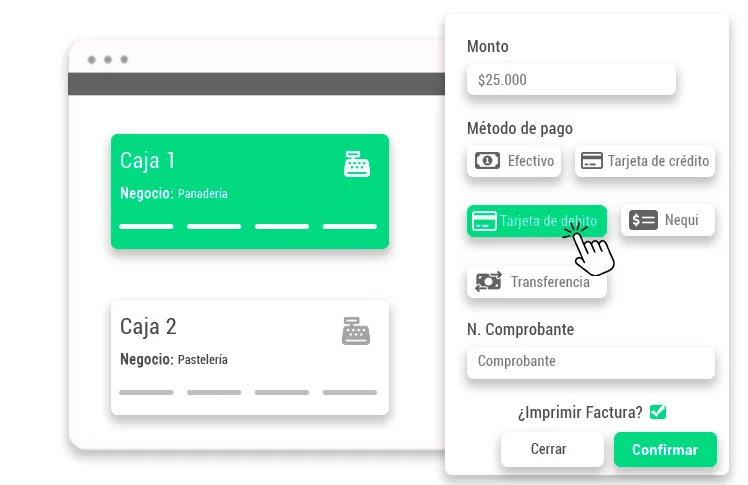 Caja 1
Negocio: Panadería
Caja 2
Negocio: Pastelería
Monto
$25.000
Método de pago
Efectivo
Tarjeta de crédito
Tarjeta de debito
Nequi
Transferencia
N. Comprobante
Comprobante
¿Imprimir Factura?
Cerrar
Confirmar